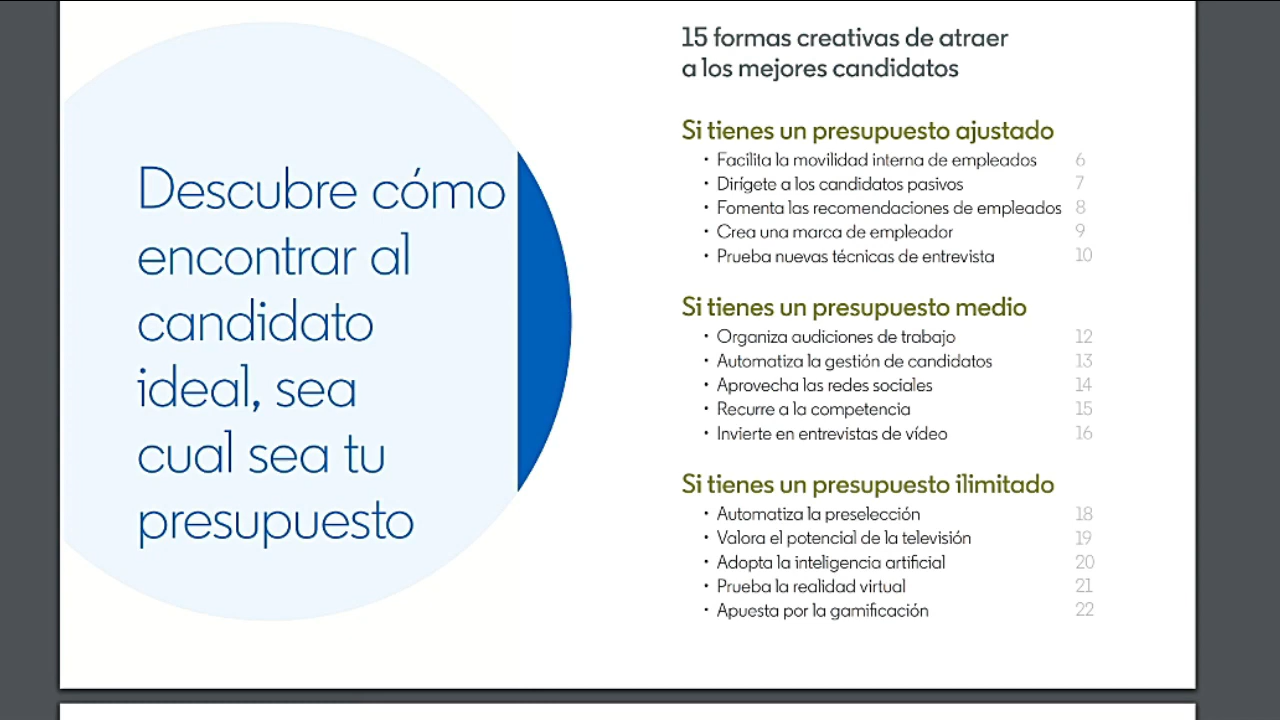 Descubre cómo
encontrar al
candidato
ideal, sea
cual sea tu
presupuesto
15 formas creativas de atraer
a los mejores candidatos
Si tienes un presupuesto ajustado
• Facilita la movilidad interna de empleados 6
• Dirígete a los candidatos pasivos 7
• Fomenta las recomendaciones de empleados 8
• Crea una marca de empleador 9
• Prueba nuevas técnicas de entrevista 10
Si tienes un presupuesto medio
• Organiza audiciones de trabajo 12
• Automatiza la gestión de candidatos 13
• Aprovecha las redes sociales 14
• Recurre a la competencia 15
• Invierte en entrevistas de vídeo 16
Si tienes un presupuesto ilimitado
• Automatiza la preselección 18
• Valora el potencial de la televisión 19
• Adopta la inteligencia artificial 20
• Prueba la realidad virtual 21
• Apuesta por la gamificación 22